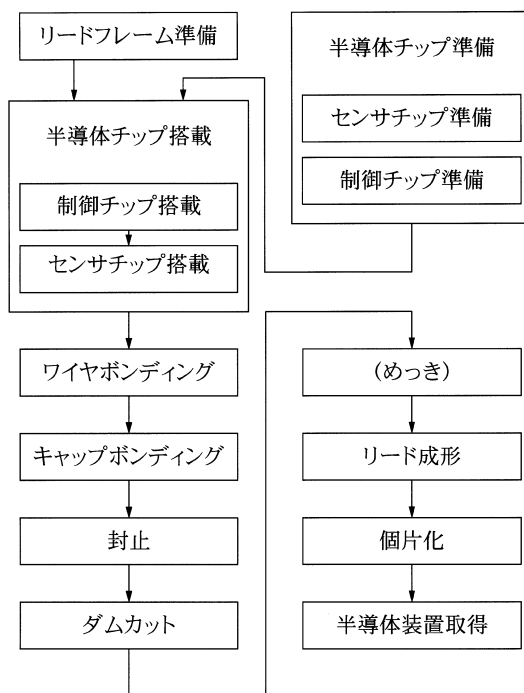 リードフレーム準備
半導体チップ準備
センサチップ準備
制御チップ準備
半導体チップ搭載
制御チップ搭載
センサチップ搭載
ワイヤボンディング
キャップボンディング
封止
ダムカット
(めっき)
リード成形
個片化
半導体装置取得